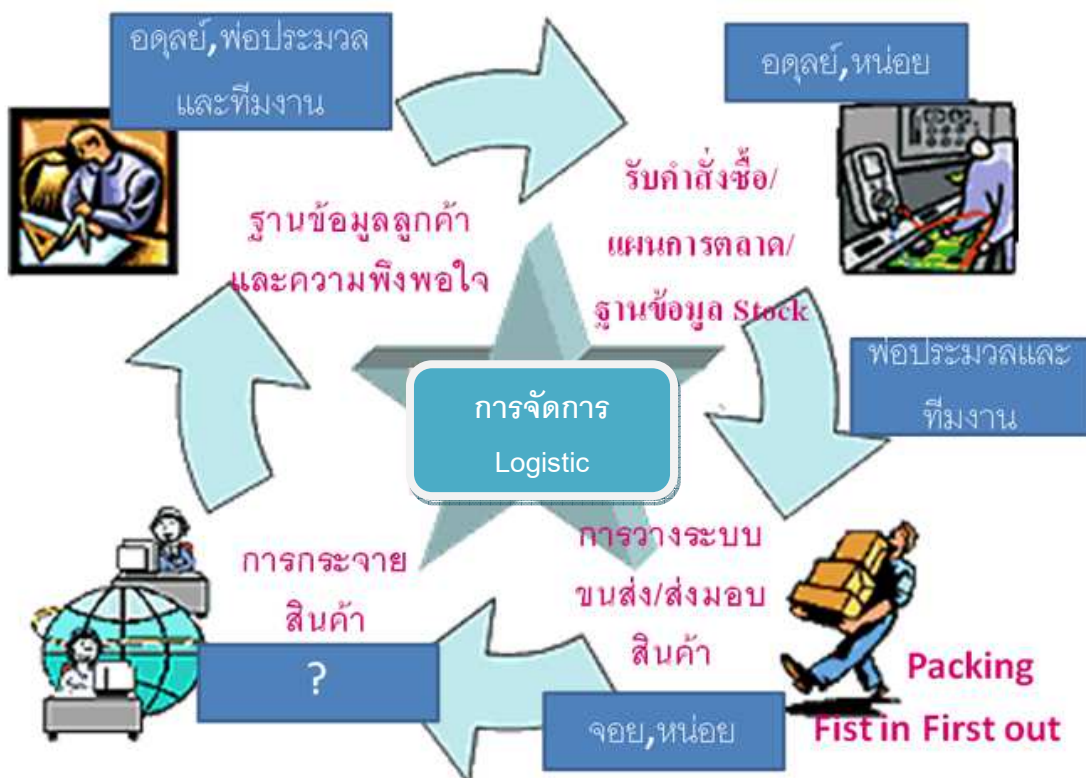 อดุลย์,พ่อประมวล
และทีมงาน
อดุลย์,หน่อย
ฐานข้อมูลลูกค้า
และความพึงพอใจ
รับคำสั่งซื้อ/
แผนการตลาด/
ฐานข้อมูล Stock
พ่อประมวลและ
ทีมงาน
การจัดการ
Logistic
การกระจาย
สินค้า
?
การวางระบบ
ขนส่ง/ส่งมอบ
สินค้า
จอย,หน่อย
Packing
Fist in First out